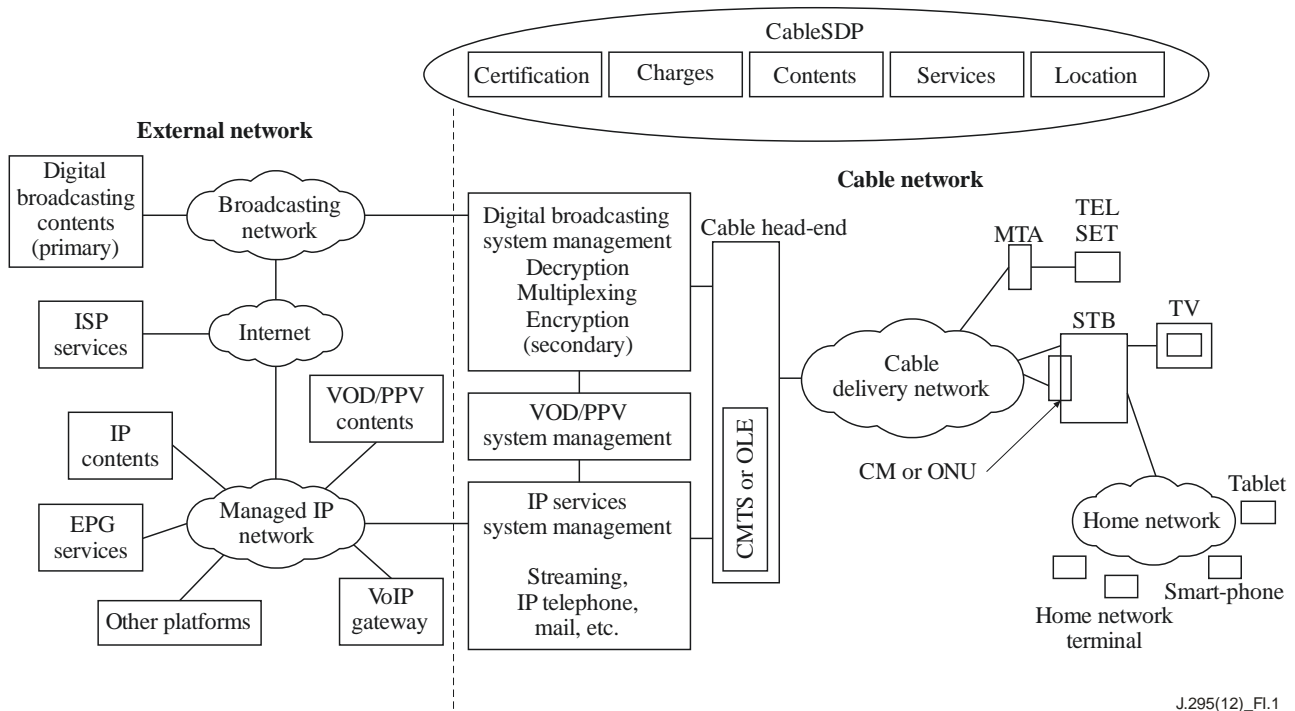 CableSDP
Certification
Charges
Contents
Services
Location
External network
Cable network
Digital
broadcasting
contents
(primary)
Broadcasting
network
ISP
services
Internet
IP
contents
VOD/PPV
contents
EPG
services
Managed IP
network
Other platforms
VoIP
gateway
Digital broadcasting
system management
Decryption
Multiplexing
Encryption
(secondary)
VOD/PPV
system management
IP services
system management
Streaming,
IP telephone,
mail, etc.
Cable head-end
CMTS or OLE
Cable
delivery network
MTA
TEL
SET
STB
TV
CM or ONU
Home network
Tablet
Smart-phone
Home network
terminal
J.295(12)_FI.1